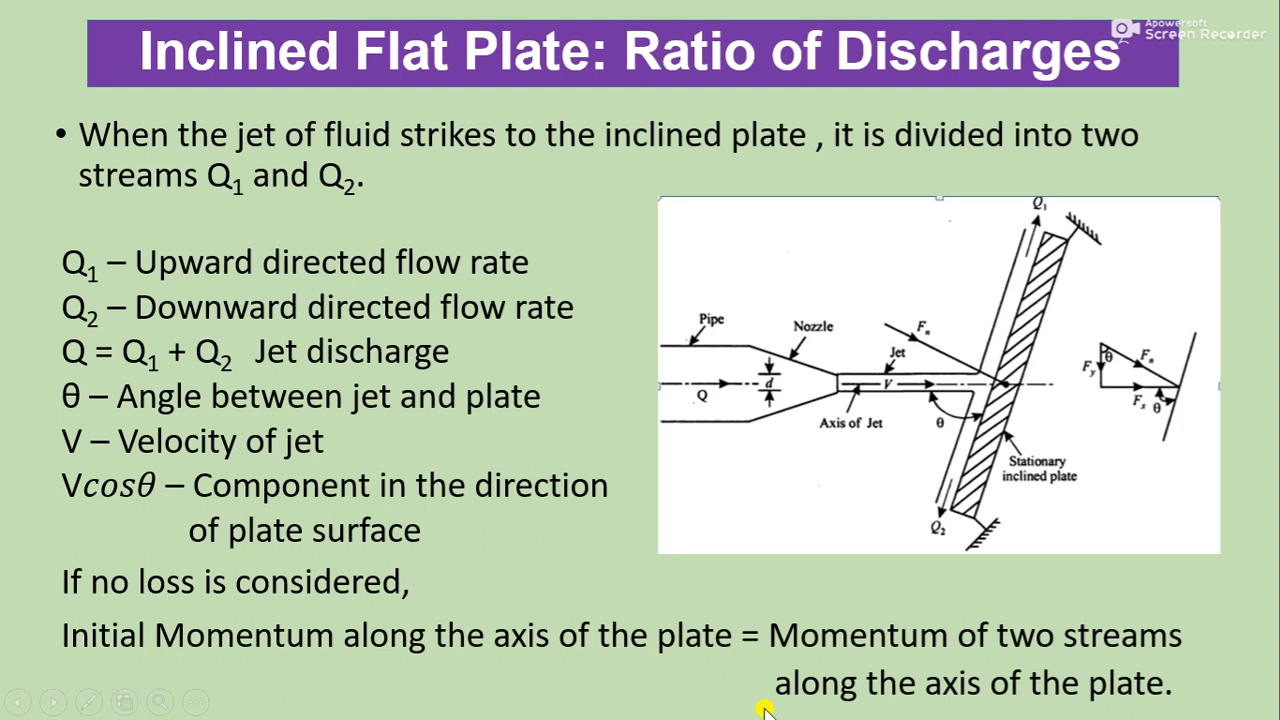 Inclined Flat Plate: Ratio of Discharges
Apowersoft
Screen Recorder
• When the jet of fluid strikes to the inclined plate , it is divided into two
streams Q₁ and Q₂.
Q₁ – Upward directed flow rate
Q₂ – Downward directed flow rate
Q = Q₁ + Q₂ Jet discharge
θ – Angle between jet and plate
V – Velocity of jet
V𝑐𝑜𝑠𝜃 – Component in the direction
of plate surface
If no loss is considered,
Initial Momentum along the axis of the plate = Momentum of two streams
along the axis of the plate.
Q₁
Pipe
Nozzle
Fₙ
Jet
d
V
Q
Axis of Jet
θ
Stationary
inclined plate
Q₂
θ
Fₙ
Fᵧ
Fₓ
θ